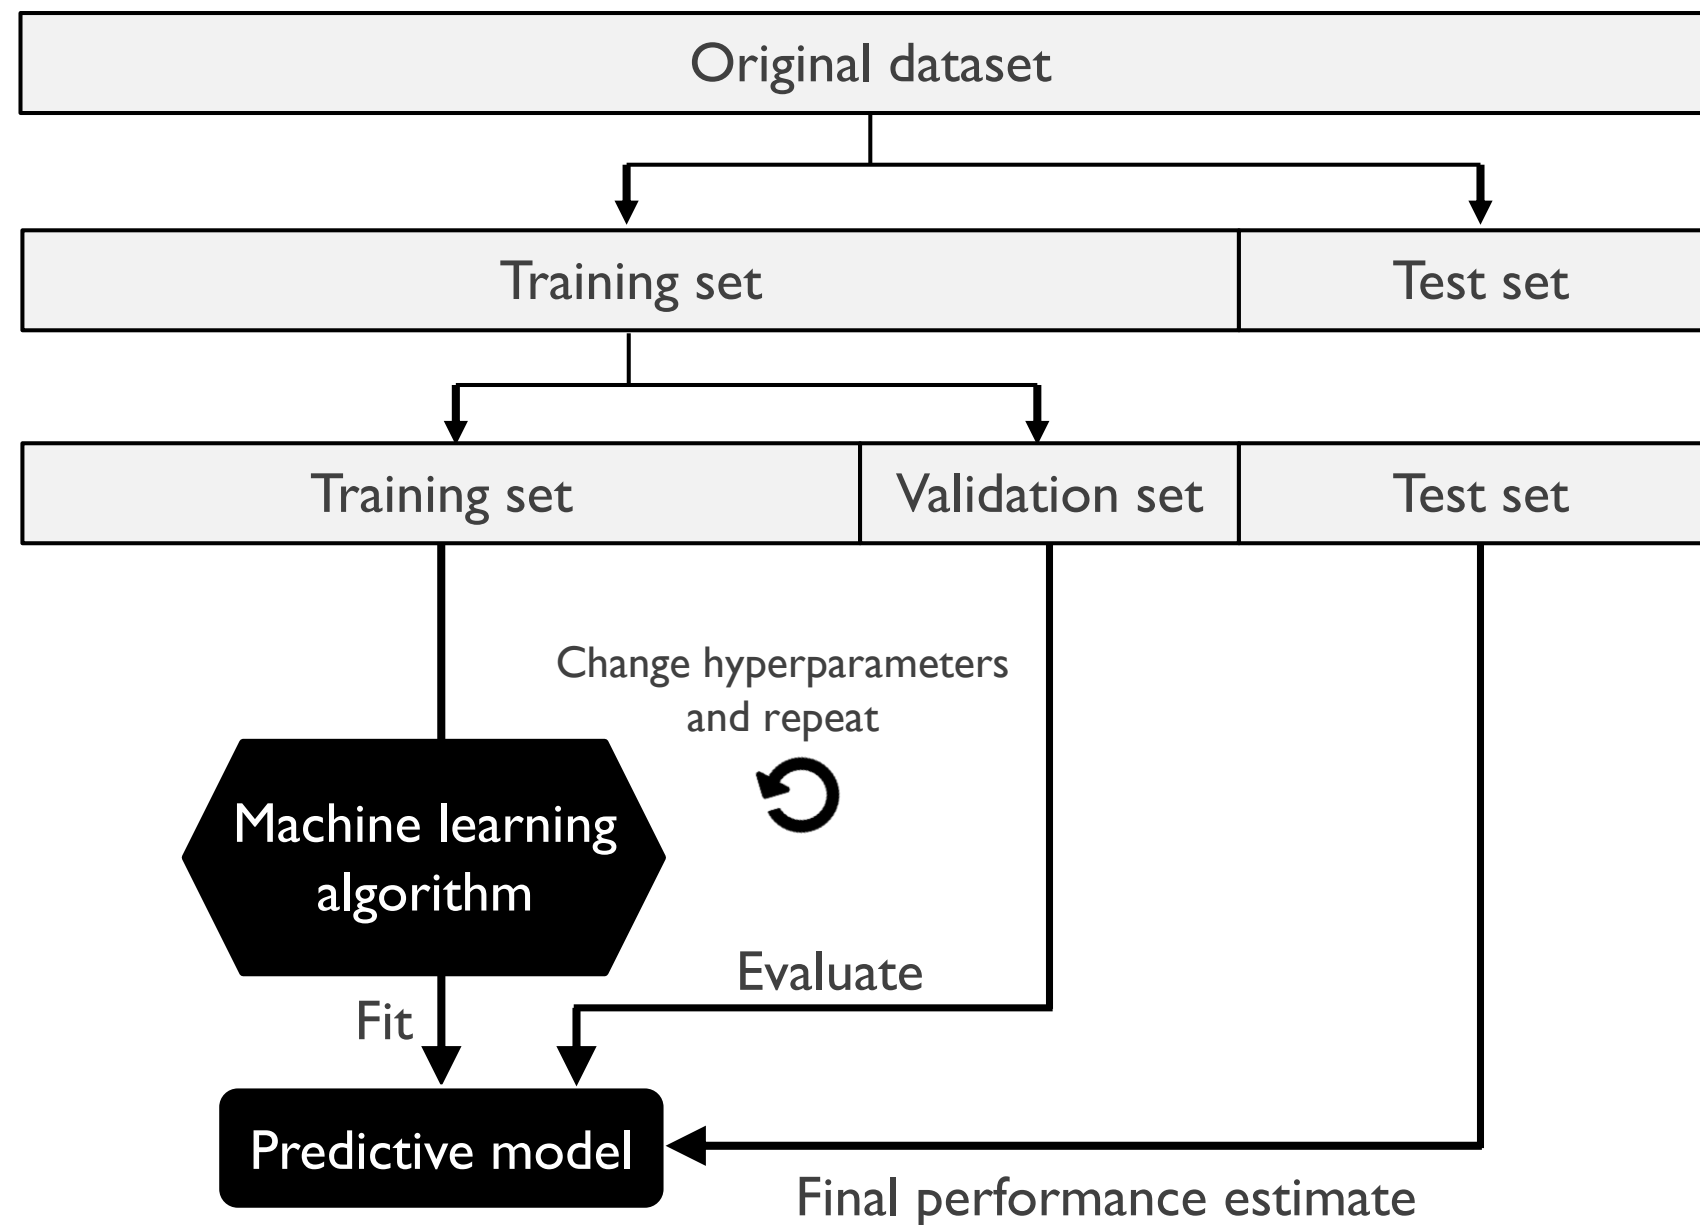 Original dataset
Training set
Test set
Training set
Validation set
Test set
Change hyperparameters
and repeat
Machine learning
algorithm
Evaluate
Fit
Predictive model
Final performance estimate